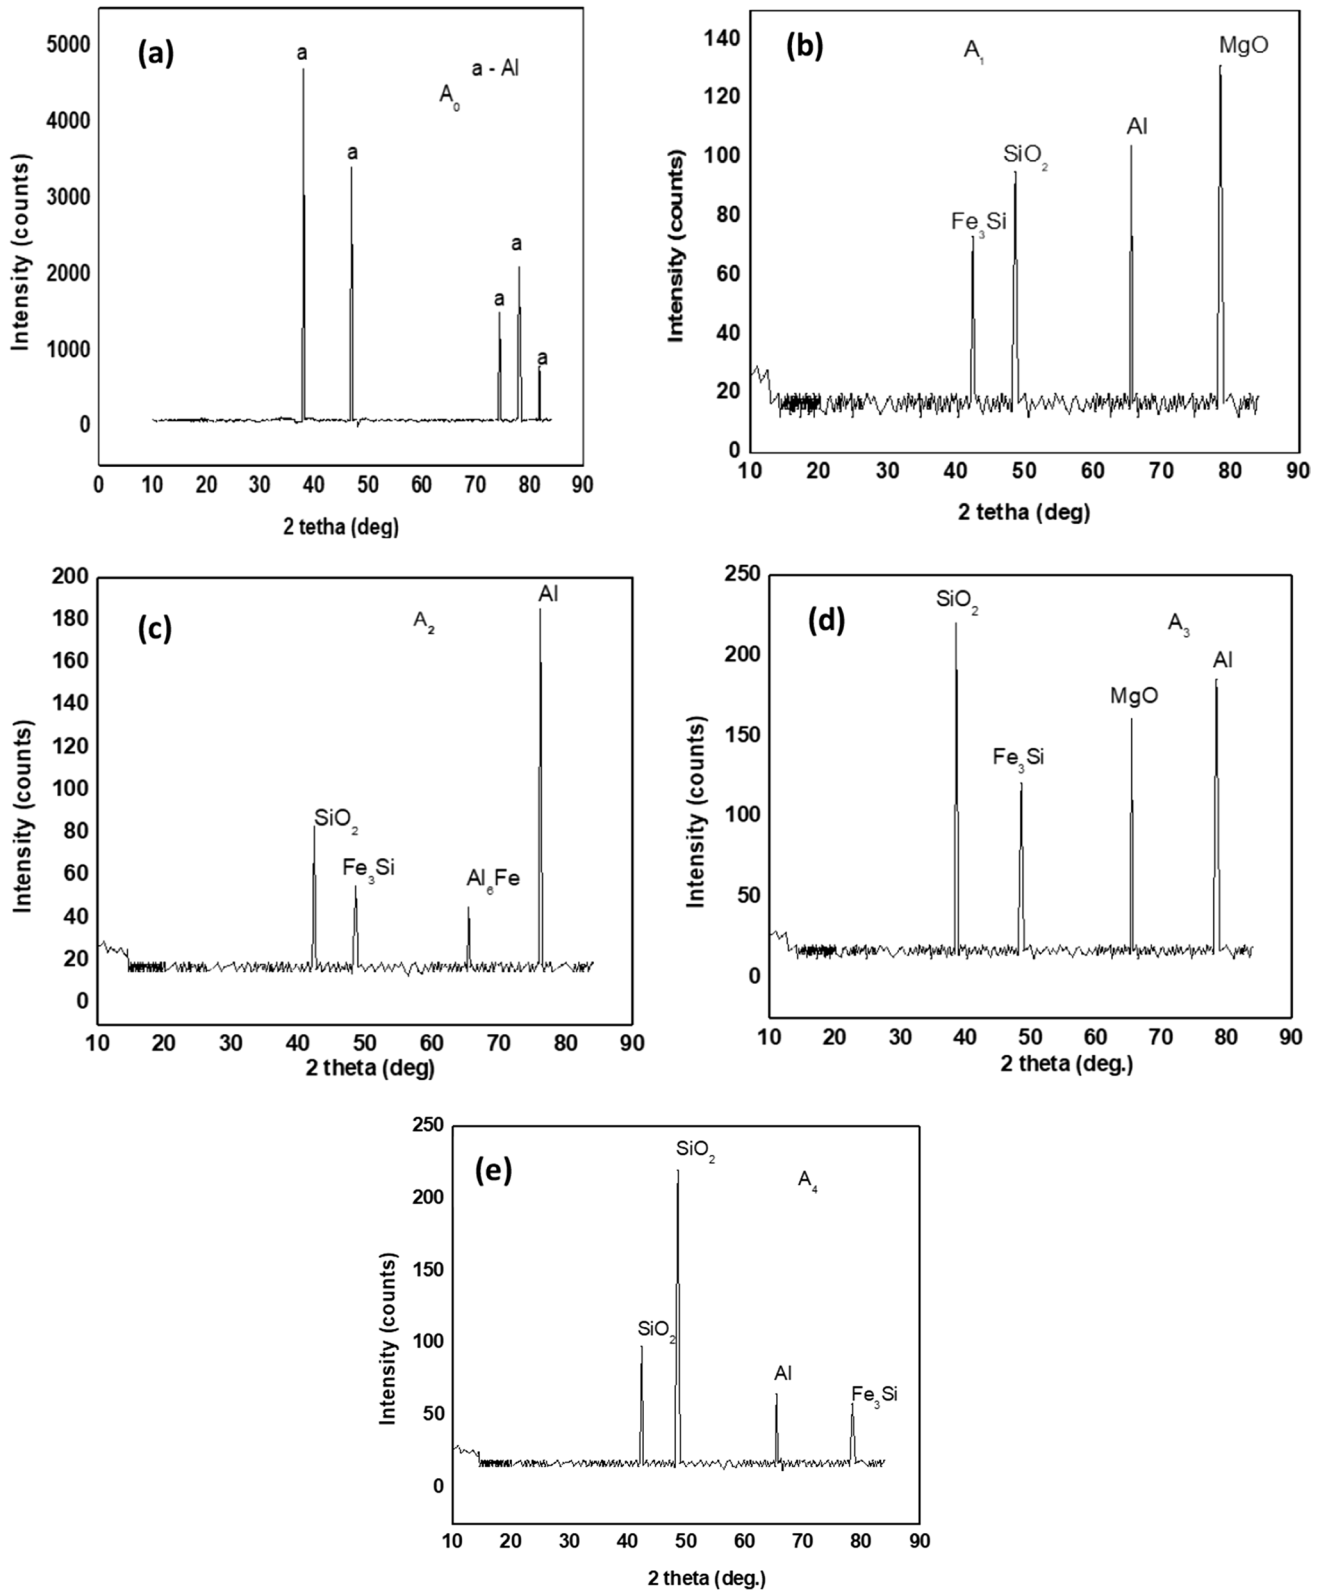 (a)
a
a - Al
A₀
a
a
a
a
5000
4000
3000
2000
1000
0
Intensity (counts)
0 10 20 30 40 50 60 70 80 90
2 tetha (deg)
(b)
A₁
MgO
Al
SiO₂
Fe₃Si
140
120
100
80
60
40
20
0
Intensity (counts)
10 20 30 40 50 60 70 80 90
2 tetha (deg)
(c)
A₂
Al
SiO₂
Fe₃Si
Al₆Fe
200
180
160
140
120
100
80
60
40
20
0
Intensity (counts)
10 20 30 40 50 60 70 80 90
2 theta (deg)
(d)
SiO₂
A₃
Al
MgO
Fe₃Si
250
200
150
100
50
0
Intensity (counts)
10 20 30 40 50 60 70 80 90
2 theta (deg.)
(e)
SiO₂
A₄
SiO₂
Al
Fe₃Si
250
200
150
100
50
0
Intensity (counts)
10 20 30 40 50 60 70 80 90
2 theta (deg.)